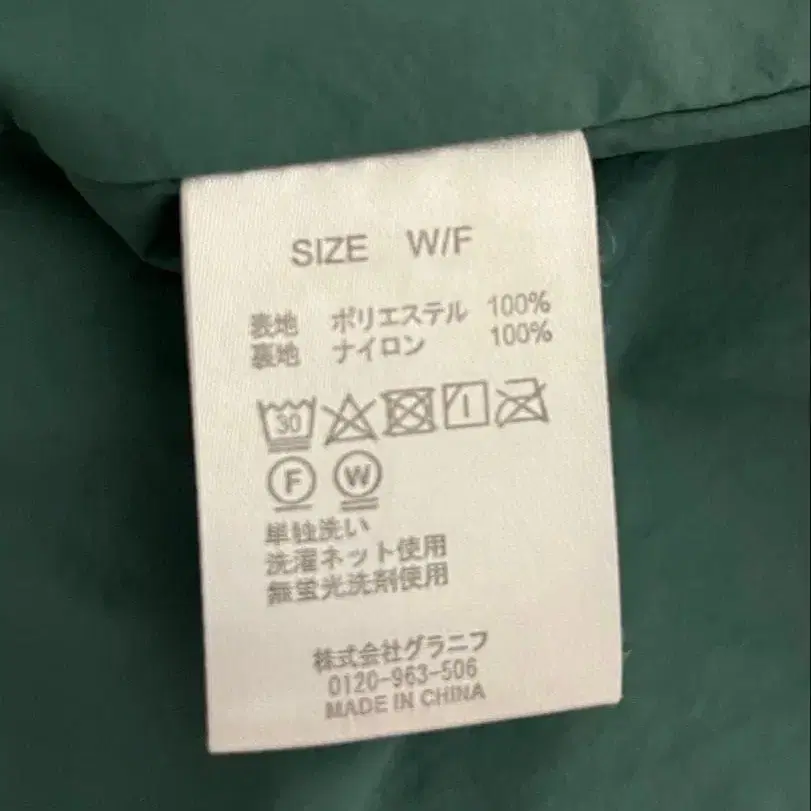 SIZE W/F
表地 ポリエステル 100%
裏地 ナイロン 100%
30
F W
単独洗い
洗濯ネット使用
無蛍光洗剤使用
株式会社グラニフ
0120-963-506
MADE IN CHINA